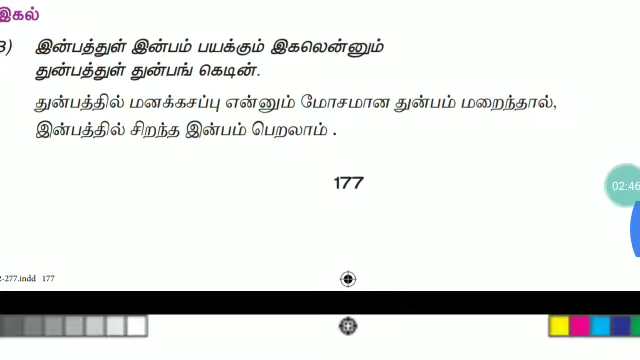 இகல்
3) இன்பத்துள் இன்பம் பயக்கும் இகலென்னும்
துன்பத்துள் துன்பங் கெடின்.
துன்பத்தில் மனக்கசப்பு என்னும் மோசமான துன்பம் மறைந்தால்,
இன்பத்தில் சிறந்த இன்பம் பெறலாம் .
177
02:46
2-277.indd 177